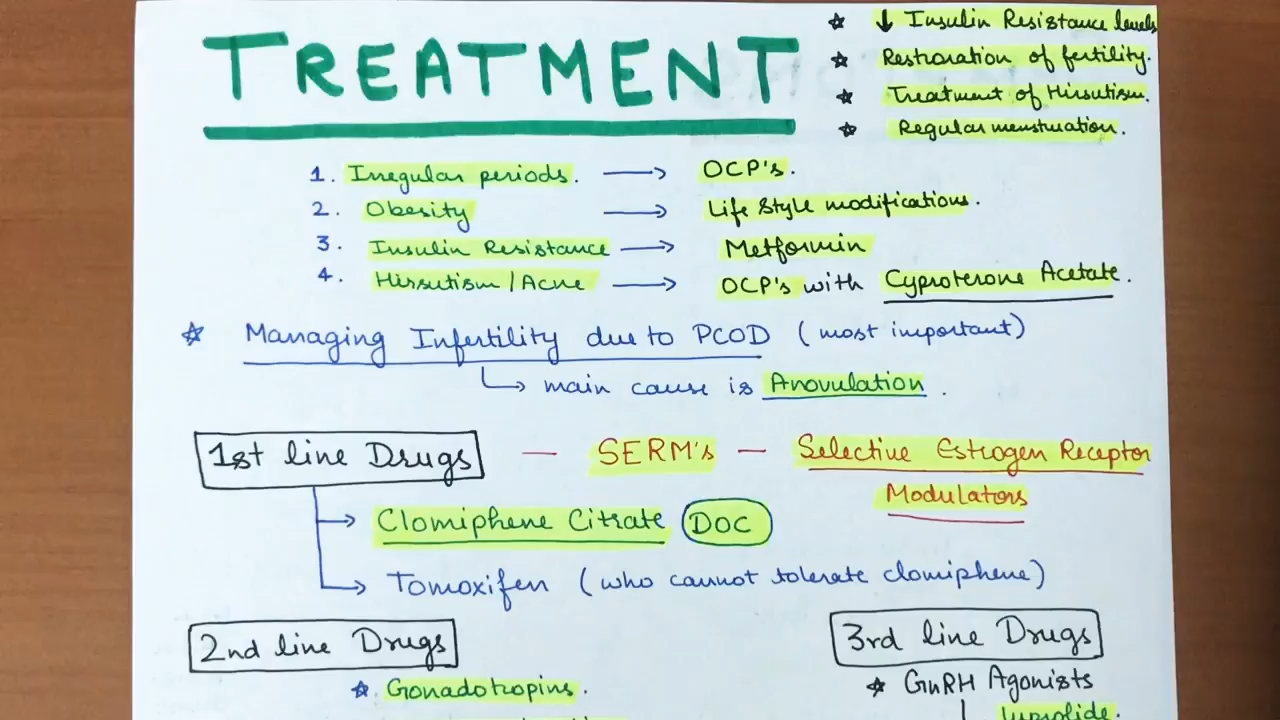 TREATMENT
☆ ↓ Insulin Resistance levels
☆ Restroation of fertility.
☆ Treatment of Hirsutism.
☆ Regular menstruation.
1. Irregular periods. → OCP's.
2. Obesity → Life Style modifications.
3. Insulin Resistance → Metformin
4. Hirsutism / Acne → OCP's with Cyproterone Acetate.
☆ Managing Infertility due to PCOD (most important)
↳ main cause is Anovulation.
1st line Drugs — SERM's — Selective Estrogen Receptor
Modulators
→ Clomiphene Citrate DOC
→ Tomoxifen (who cannot tolerate clomiphene)
2nd line Drugs
☆ Gonadotropins.
3rd line Drugs
☆ GnRH Agonists